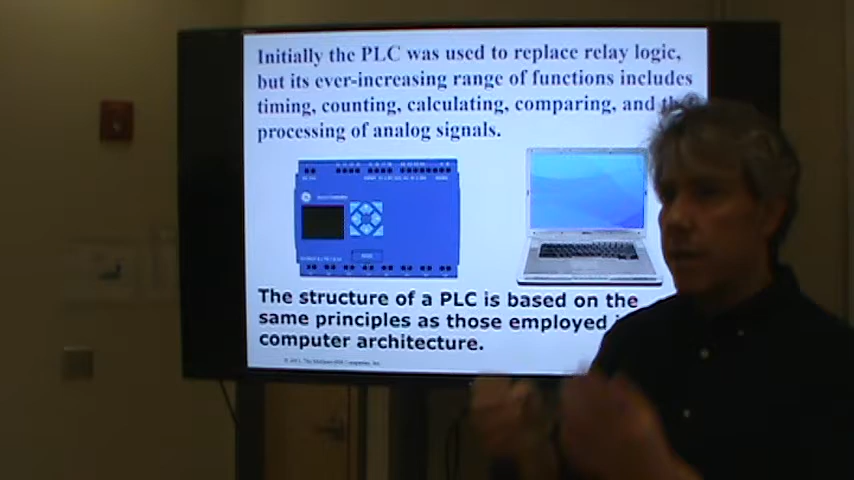 Initially the PLC was used to replace relay logic,
but its ever-increasing range of functions includes
timing, counting, calculating, comparing, and the
processing of analog signals.
The structure of a PLC is based on the
same principles as those employed
computer architecture.